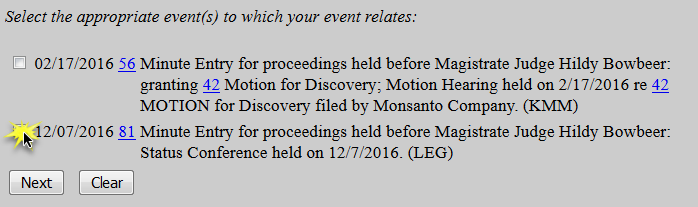 Select the appropriate event(s) to which your event relates:
02/17/2016 56 Minute Entry for proceedings held before Magistrate Judge Hildy Bowbeer:
granting 42 Motion for Discovery; Motion Hearing held on 2/17/2016 re 42
MOTION for Discovery filed by Monsanto Company. (KMM)
12/07/2016 81 Minute Entry for proceedings held before Magistrate Judge Hildy Bowbeer:
Status Conference held on 12/7/2016. (LEG)
Next Clear